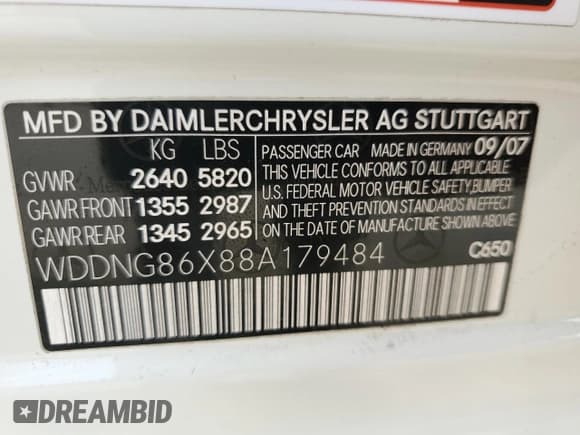 MFD BY DAIMLERCHRYSLER AG STUTTGART
KG LBS
GVWR 2640 5820
GAWR FRONT 1355 2987
GAWR REAR 1345 2965
PASSENGER CAR MADE IN GERMANY 09/07
THIS VEHICLE CONFORMS TO ALL APPLICABLE
U.S. FEDERAL MOTOR VEHICLE SAFETY, BUMPER
AND THEFT PREVENTION STANDARDS IN EFFECT
ON THE DATE OF MANUFACTURE SHOWN ABOVE.
WDDNG86X88A179484 C650
DREAMBID